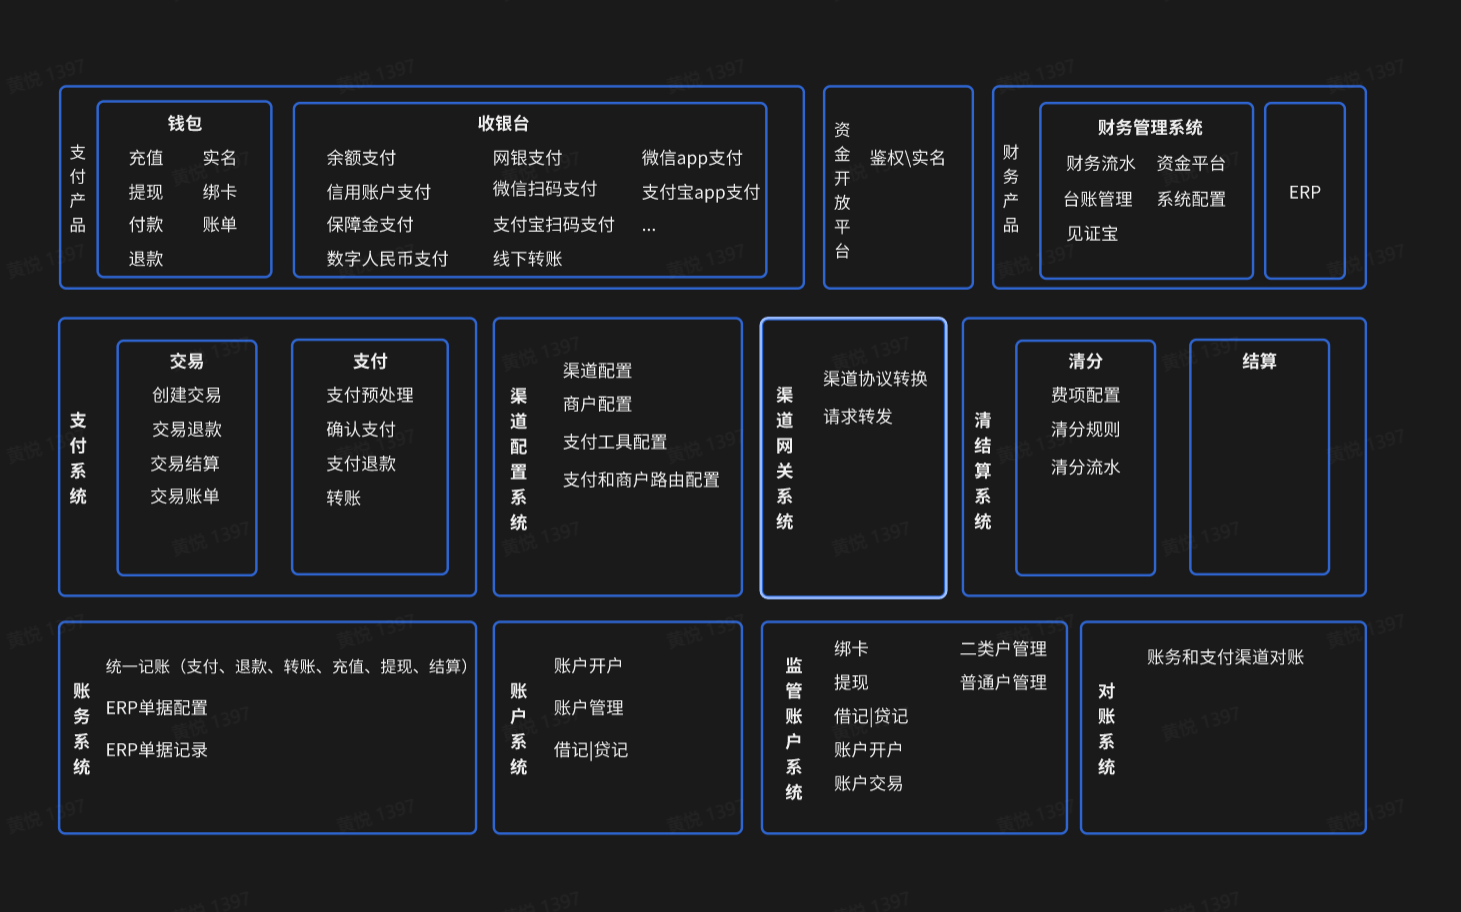 支付产品
钱包
充值
实名
提现
绑卡
付款
账单
退款
收银台
余额支付
网银支付
微信app支付
信用账户支付
微信扫码支付
支付宝app支付
保障金支付
支付宝扫码支付
...
数字人民币支付
线下转账
资金开放平台
鉴权\实名
财务产品
财务管理系统
财务流水
资金平台
台账管理
系统配置
见证宝
ERP
支付系统
交易
创建交易
交易退款
交易结算
交易账单
支付
支付预处理
确认支付
支付退款
转账
渠道配置系统
渠道配置
商户配置
支付工具配置
支付和商户路由配置
渠道网关系统
渠道协议转换
请求转发
清结算系统
清分
费项配置
清分规则
清分流水
结算
账务系统
统一记账（支付、退款、转账、充值、提现、结算）
ERP单据配置
ERP单据记录
账户系统
账户开户
账户管理
借记|贷记
监管账户系统
绑卡
二类户管理
提现
普通户管理
借记|贷记
账户开户
账户交易
对账系统
账务和支付渠道对账
黄悦 1397